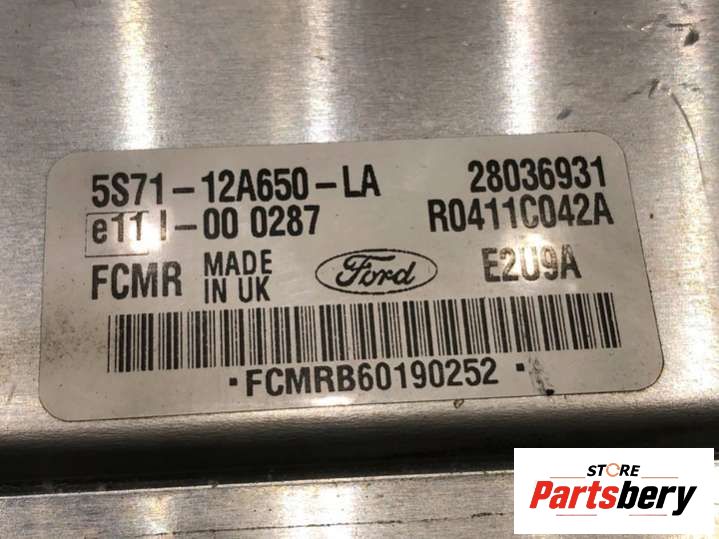 5S71-12A650-LA 28036931
e11 I-00 0287 R0411C042A
FCMR MADE IN UK Ford E2U9A
·FCMRB60190252·
STORE
Partsbery